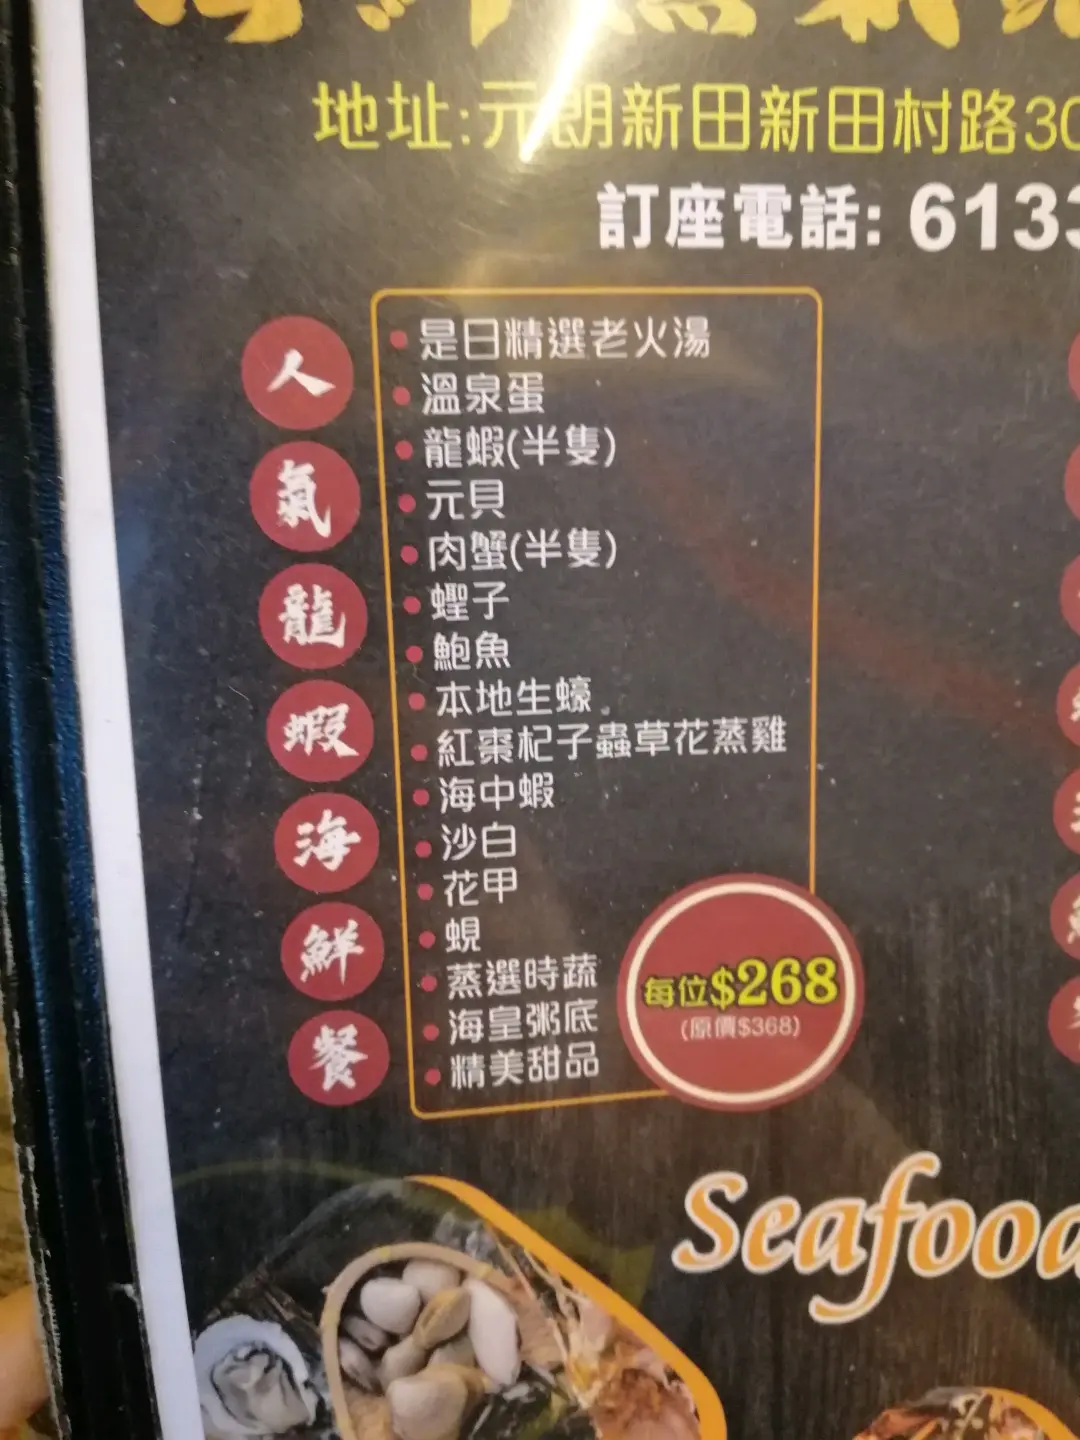 地址:元朗新田新田村路30
訂座電話: 6133
人氣龍蝦海鮮餐
是日精選老火湯
溫泉蛋
龍蝦(半隻)
元貝
肉蟹(半隻)
蟶子
鮑魚
本地生蠔
紅棗杞子蟲草花蒸雞
海中蝦
沙白
花甲
蜆
蒸選時蔬
海皇粥底
精美甜品
每位$268
(原價$368)
Seafood